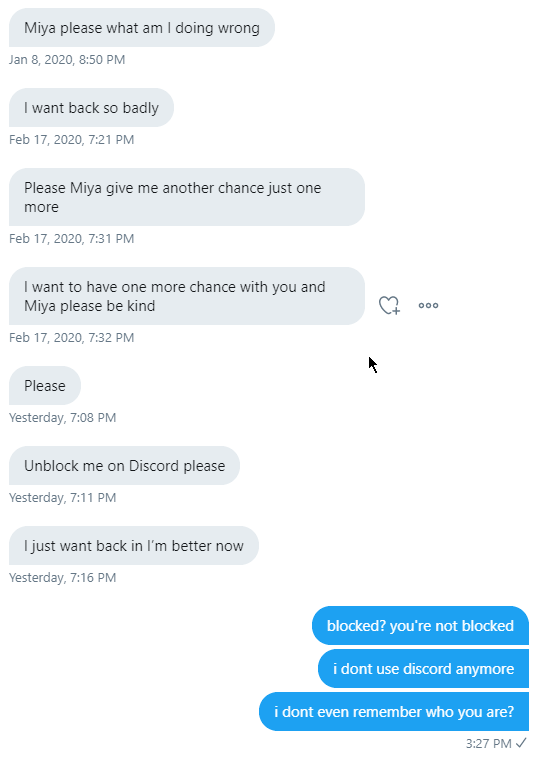 Miya please what am I doing wrong
Jan 8, 2020, 8:50 PM
I want back so badly
Feb 17, 2020, 7:21 PM
Please Miya give me another chance just one
more
Feb 17, 2020, 7:31 PM
I want to have one more chance with you and
Miya please be kind
Feb 17, 2020, 7:32 PM
Please
Yesterday, 7:08 PM
Unblock me on Discord please
Yesterday, 7:11 PM
I just want back in I'm better now
Yesterday, 7:16 PM
blocked? you're not blocked
i dont use discord anymore
i dont even remember who you are?
3:27 PM